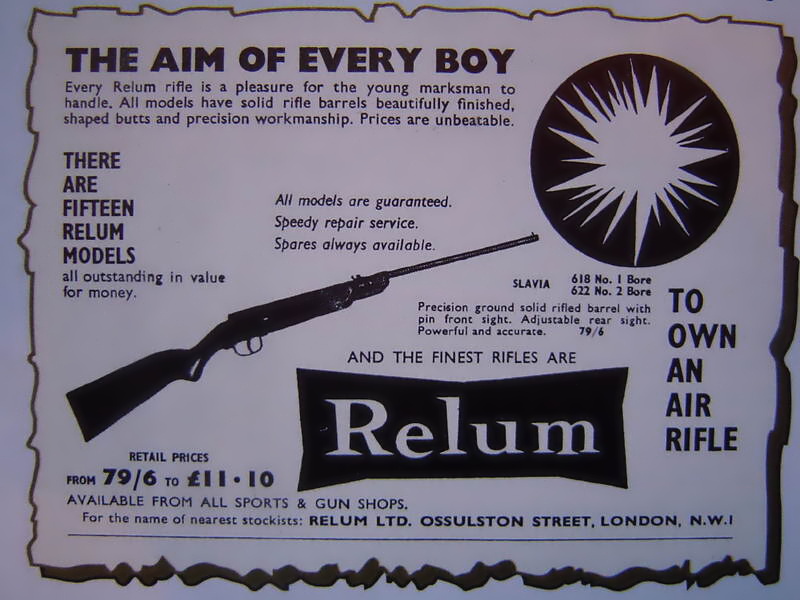 THE AIM OF EVERY BOY
Every Relum rifle is a pleasure for the young marksman to
handle. All models have solid rifle barrels beautifully finished,
shaped butts and precision workmanship. Prices are unbeatable.
THERE
ARE
FIFTEEN
RELUM
MODELS
all outstanding in value
for money.
All models are guaranteed.
Speedy repair service.
Spares always available.
SLAVIA 618 No. 1 Bore
622 No. 2 Bore
Precision ground solid rifled barrel with
pin front sight. Adjustable rear sight.
Powerful and accurate. 79/6
TO
OWN
AN
AIR
RIFLE
AND THE FINEST RIFLES ARE
Relum
RETAIL PRICES
FROM 79/6 TO £11·10
AVAILABLE FROM ALL SPORTS & GUN SHOPS.
For the name of nearest stockists: RELUM LTD. OSSULSTON STREET, LONDON, N.W.1